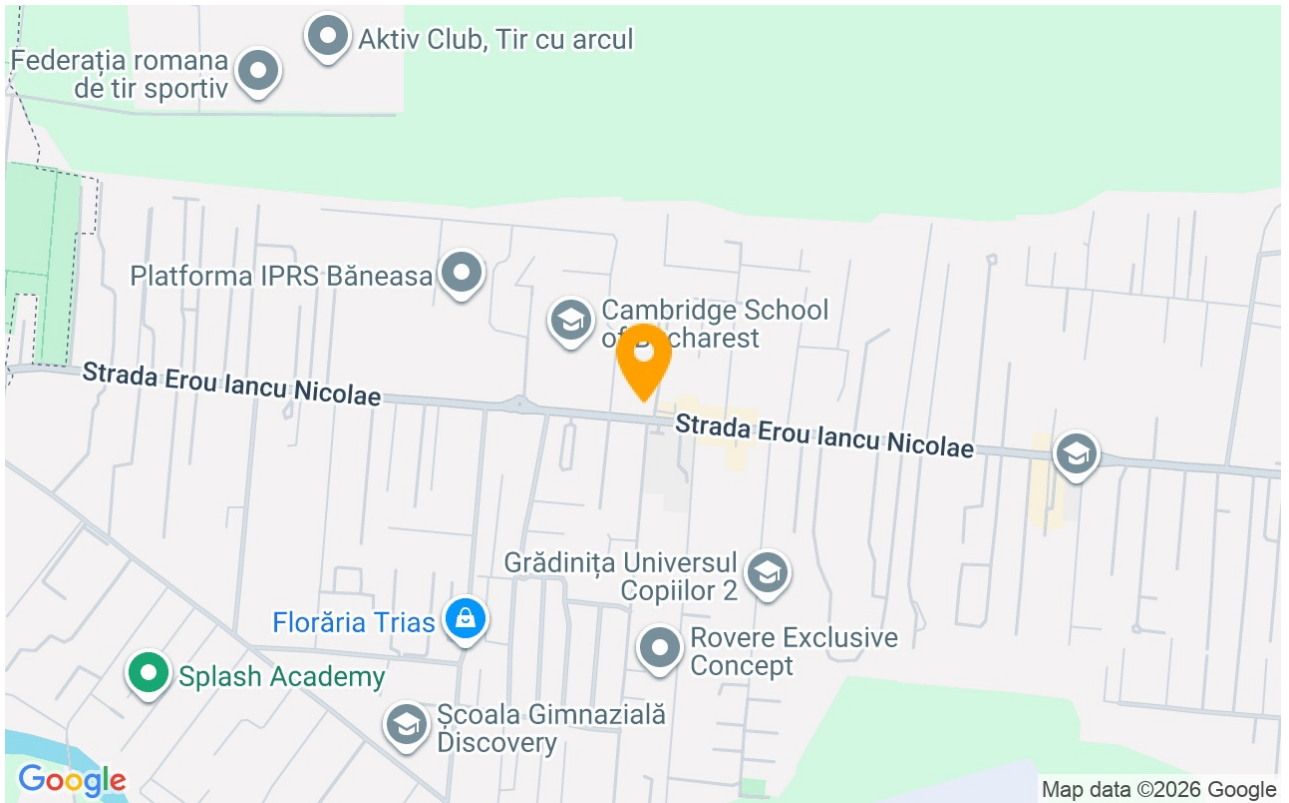 Aktiv Club, Tir cu arcul
Federația romana
de tir sportiv
Platforma IPRS Băneasa
Cambridge School
of Bucharest
Strada Erou Iancu Nicolae
Strada Erou Iancu Nicolae
Grădinița Universul
Copiilor 2
Florăria Trias
Rovere Exclusive
Concept
Splash Academy
Școala Gimnazială
Discovery
Google
Map data ©2026 Google